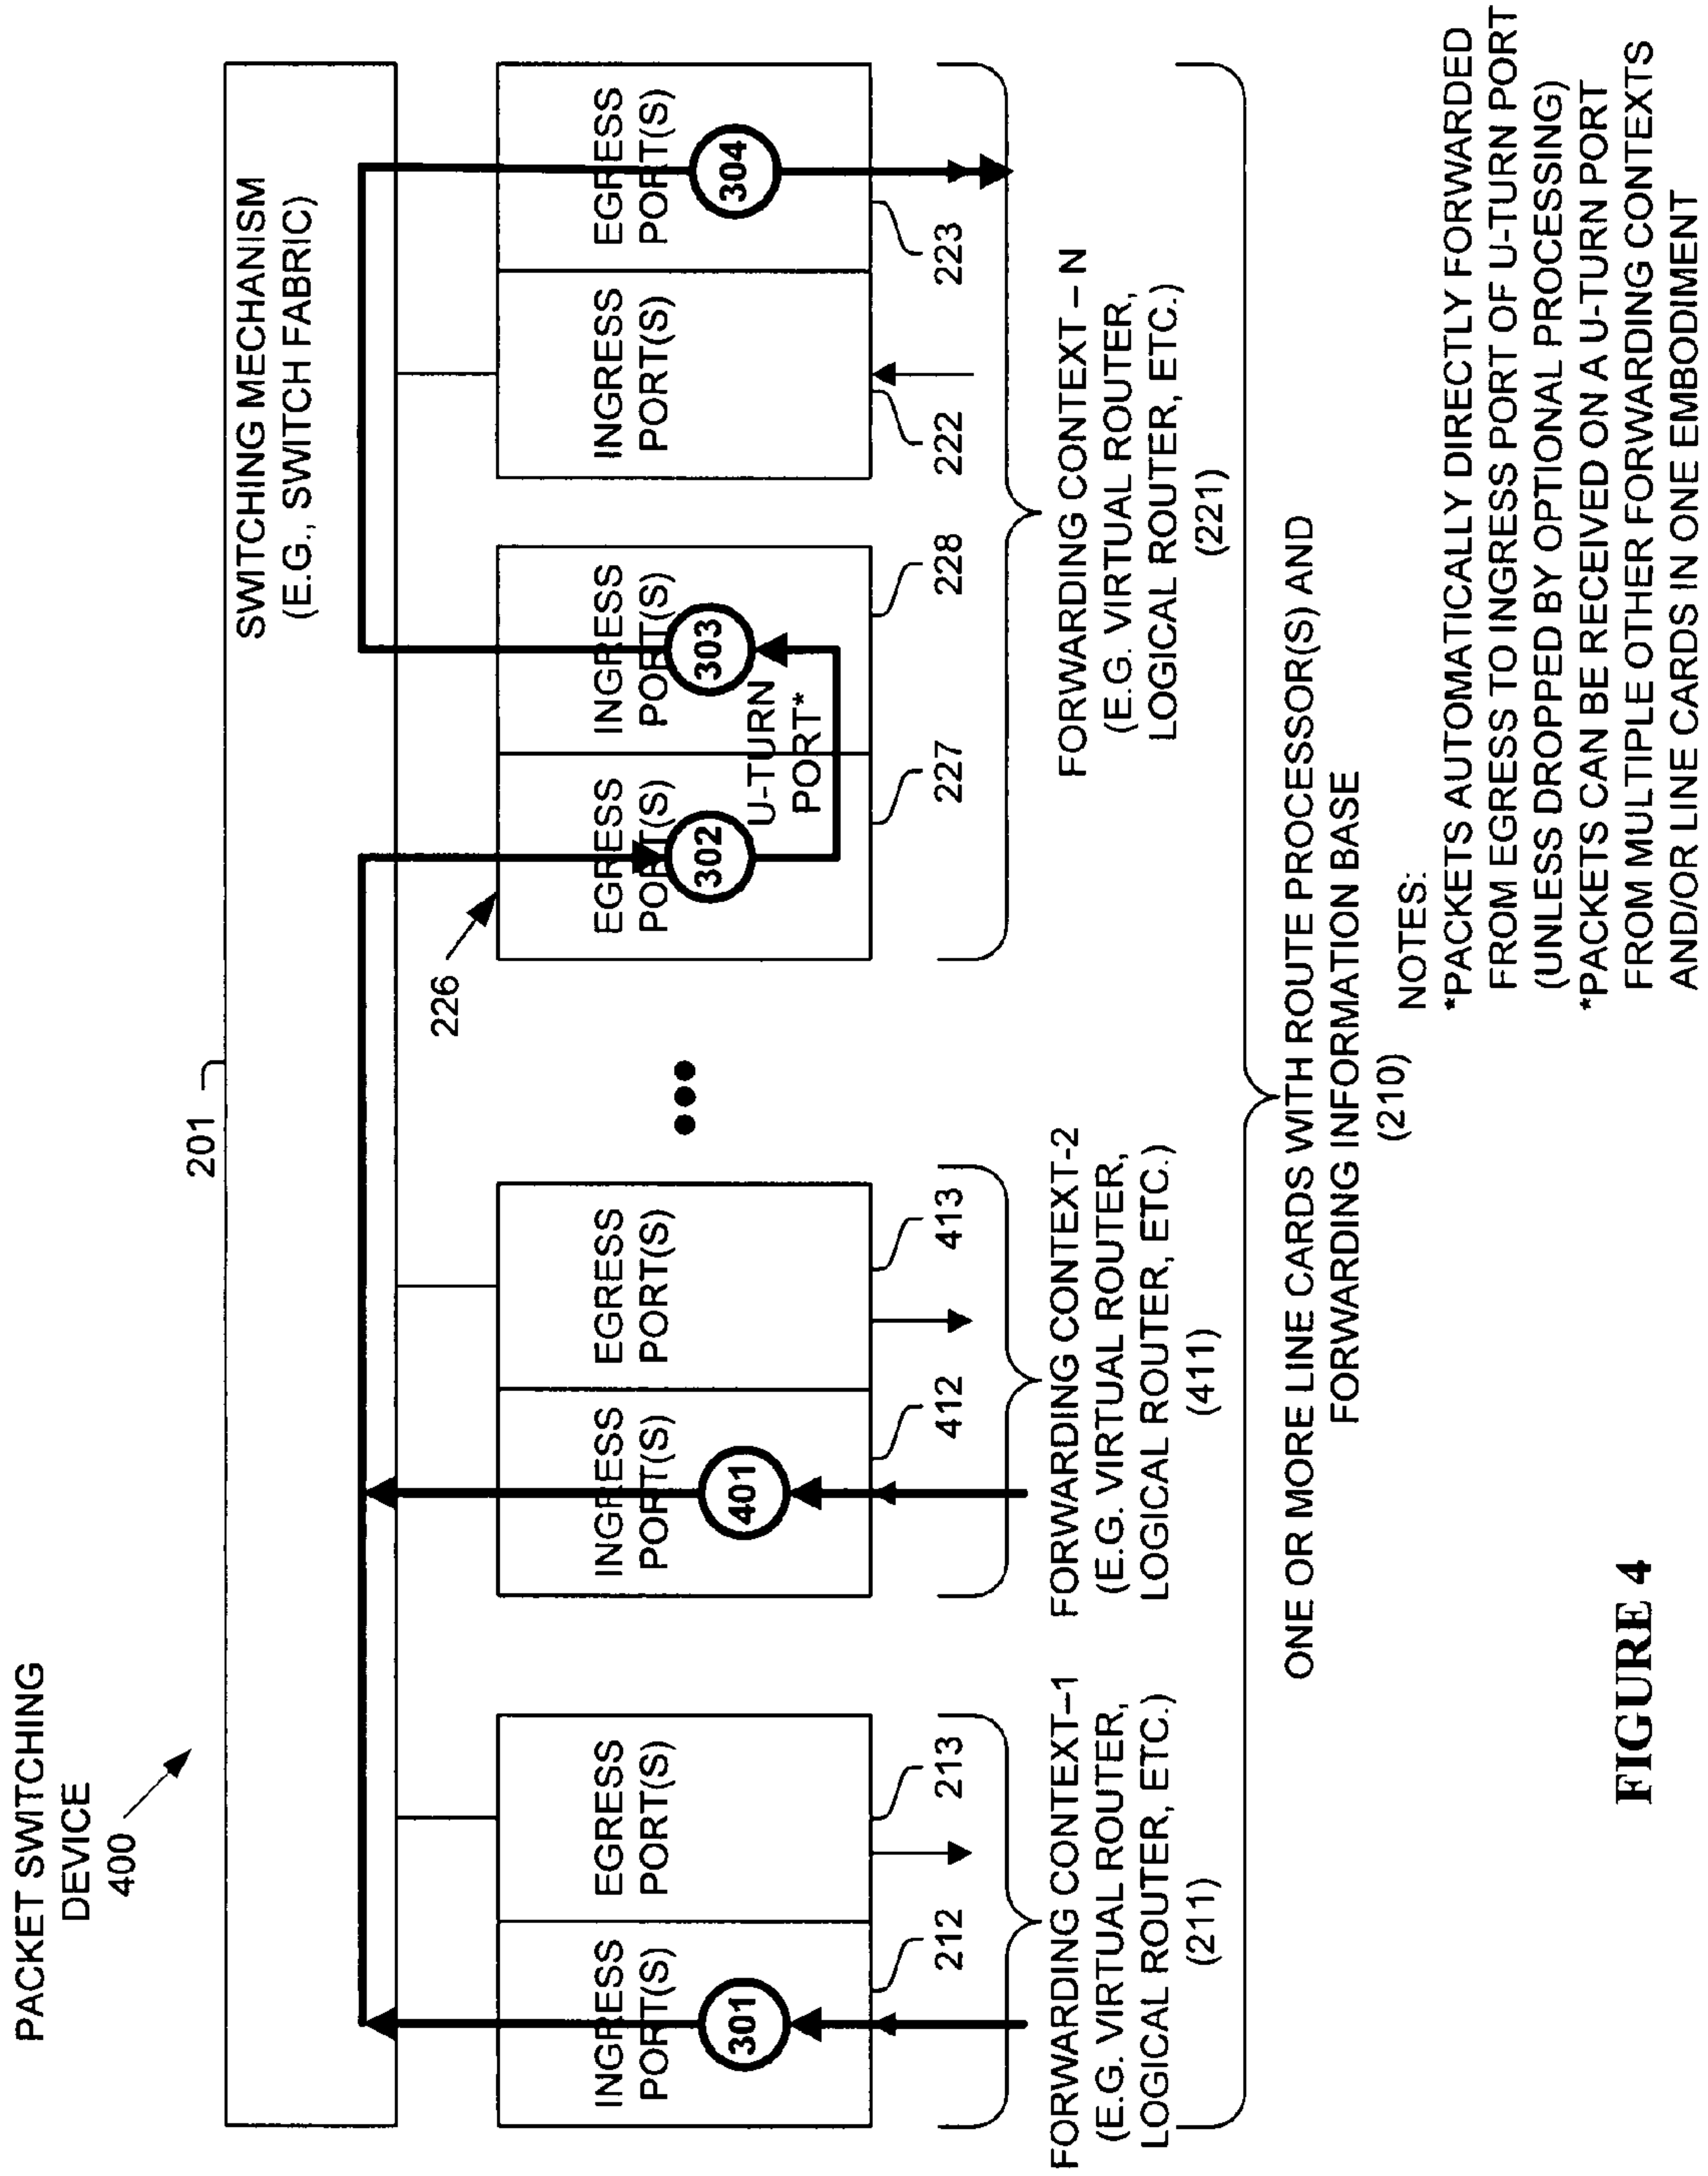 PACKET SWITCHING
DEVICE
400
201
SWITCHING MECHANISM
(E.G., SWITCH FABRIC)
INGRESS
PORT(S)
301
EGRESS
PORT(S)
212
213
FORWARDING CONTEXT–1
(E.G. VIRTUAL ROUTER,
LOGICAL ROUTER, ETC.)
(211)
INGRESS
PORT(S)
401
EGRESS
PORT(S)
412
413
FORWARDING CONTEXT-2
(E.G. VIRTUAL ROUTER,
LOGICAL ROUTER, ETC.)
(411)
226
EGRESS
PORT(S)
302
INGRESS
PORT(S)
303
U-TURN
PORT*
227
228
INGRESS
PORT(S)
EGRESS
PORT(S)
304
222
223
FORWARDING CONTEXT – N
(E.G. VIRTUAL ROUTER,
LOGICAL ROUTER, ETC.)
(221)
ONE OR MORE LINE CARDS WITH ROUTE PROCESSOR(S) AND
FORWARDING INFORMATION BASE
(210)
NOTES:
*PACKETS AUTOMATICALLY DIRECTLY FORWARDED
FROM EGRESS TO INGRESS PORT OF U-TURN PORT
(UNLESS DROPPED BY OPTIONAL PROCESSING)
*PACKETS CAN BE RECEIVED ON A U-TURN PORT
FROM MULTIPLE OTHER FORWARDING CONTEXTS
AND/OR LINE CARDS IN ONE EMBODIMENT
FIGURE 4